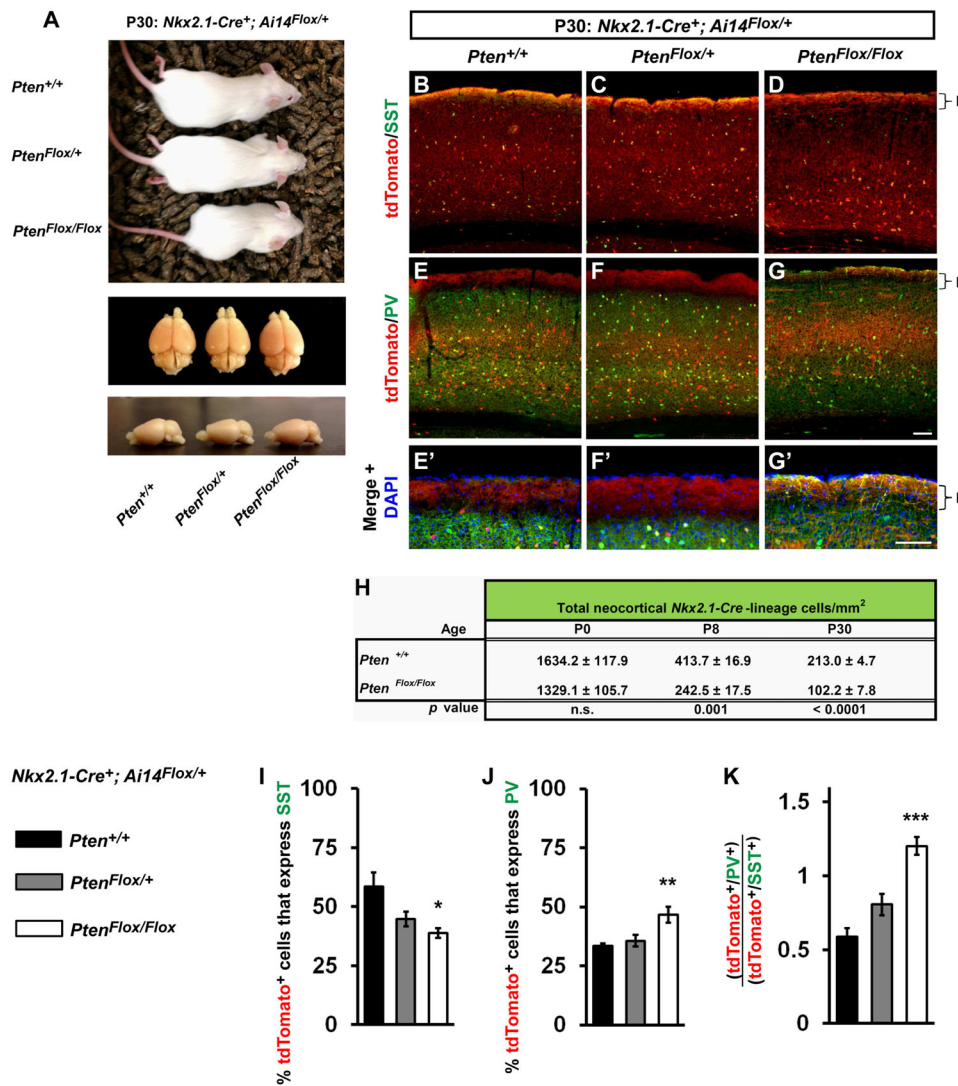 A
P30: Nkx2.1-Cre+; Ai14Flox/+
Pten+/+
PtenFlox/+
PtenFlox/Flox
Pten+/+
PtenFlox/+
PtenFlox/Flox
P30: Nkx2.1-Cre+; Ai14Flox/+
Pten+/+
PtenFlox/+
PtenFlox/Flox
tdTomato/SST
B
C
D
I
tdTomato/PV
E
F
G
I
Merge +
DAPI
E’
F’
G’
I
H
Total neocortical Nkx2.1-Cre-lineage cells/mm2
Age P0 P8 P30
Pten +/+ 1634.2 ± 117.9 413.7 ± 16.9 213.0 ± 4.7
Pten Flox/Flox 1329.1 ± 105.7 242.5 ± 17.5 102.2 ± 7.8
p value n.s. 0.001 < 0.0001
Nkx2.1-Cre+; Ai14Flox/+
Pten+/+
PtenFlox/+
PtenFlox/Flox
I
% tdTomato+ cells that express SST
100
75
50
25
0
*
J
% tdTomato+ cells that express PV
100
75
50
25
0
**
K
(tdTomato+/PV+)
(tdTomato+/SST+)
1.5
1
0.5
0
***